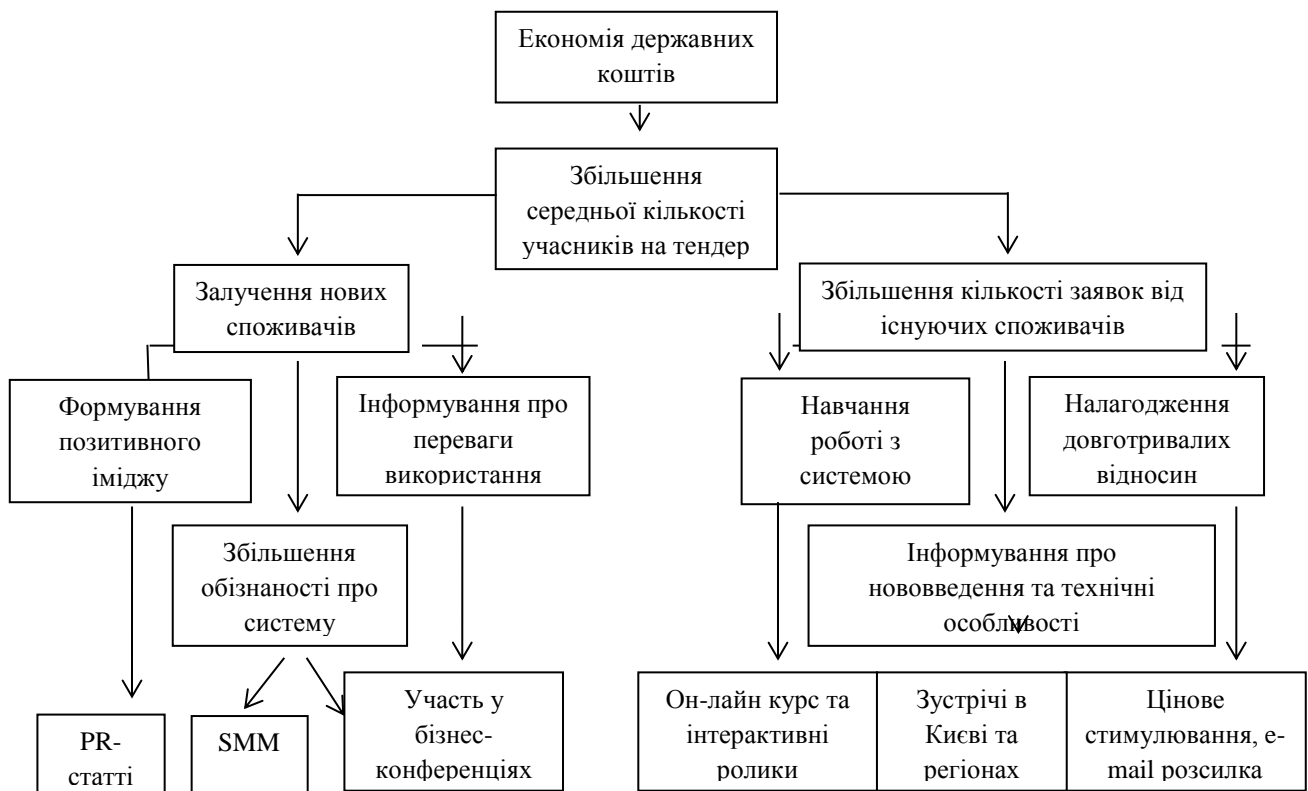 Економія державних
коштів
Збільшення
середньої кількості
учасників на тендер
Залучення нових
споживачів
Збільшення кількості заявок від
існуючих споживачів
Формування
позитивного
іміджу
Інформування про
переваги
використання
Навчання
роботі з
системою
Налагодження
довготривалих
відносин
Збільшення
обізнаності про
систему
Інформування про
нововведення та технічні
особливості
PR-
статті
SMM
Участь у
бізнес-
конференціях
Он-лайн курс та
інтерактивні
ролики
Зустрічі в
Києві та
регіонах
Цінове
стимулювання, e-
mail розсилка